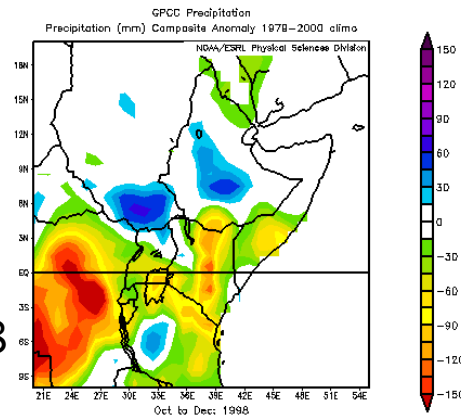 GPCC Precipitation
Precipitation (mm) Composite Anomaly 1979-2000 climo
NOAA/ESRL Physical Sciences Division
18N
15N
12N
9N
6N
3N
EQ
3S
6S
9S
21E 24E 27E 30E 33E 36E 39E 42E 45E 48E 51E 54E
Oct to Dec: 1998
150
120
90
60
30
0
-30
-60
-90
-120
-150